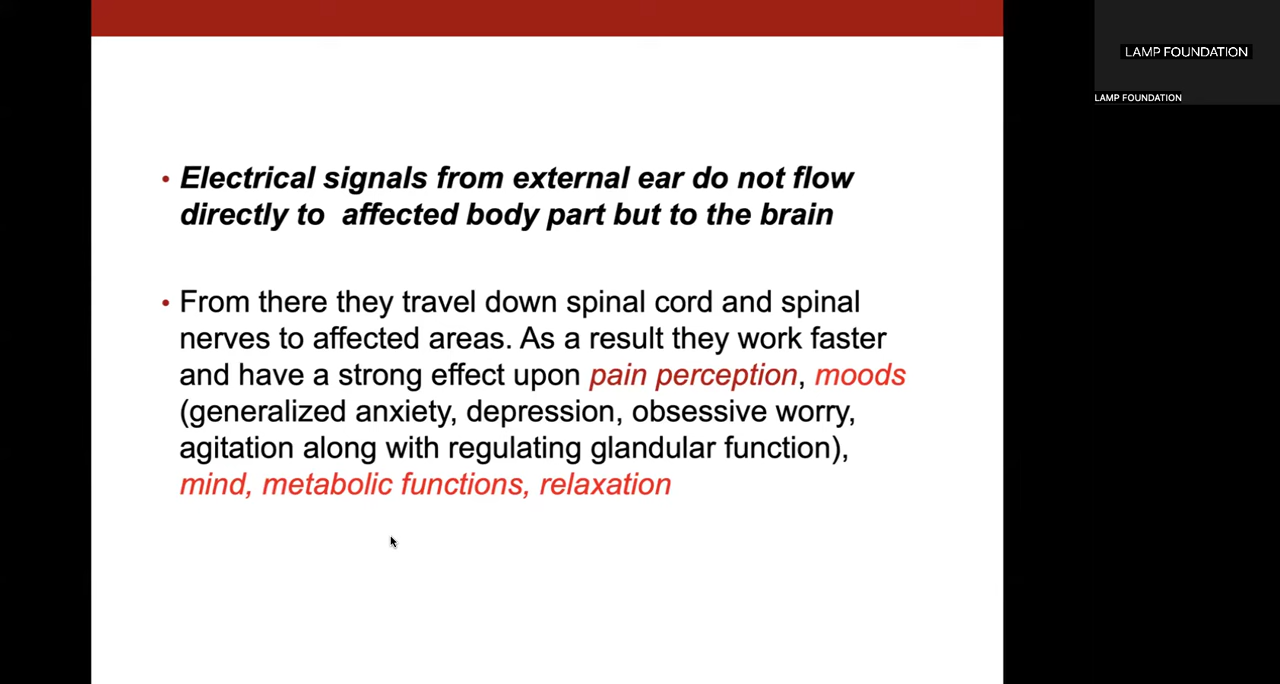 LAMP FOUNDATION
LAMP FOUNDATION
• Electrical signals from external ear do not flow
directly to affected body part but to the brain
• From there they travel down spinal cord and spinal
nerves to affected areas. As a result they work faster
and have a strong effect upon pain perception, moods
(generalized anxiety, depression, obsessive worry,
agitation along with regulating glandular function),
mind, metabolic functions, relaxation